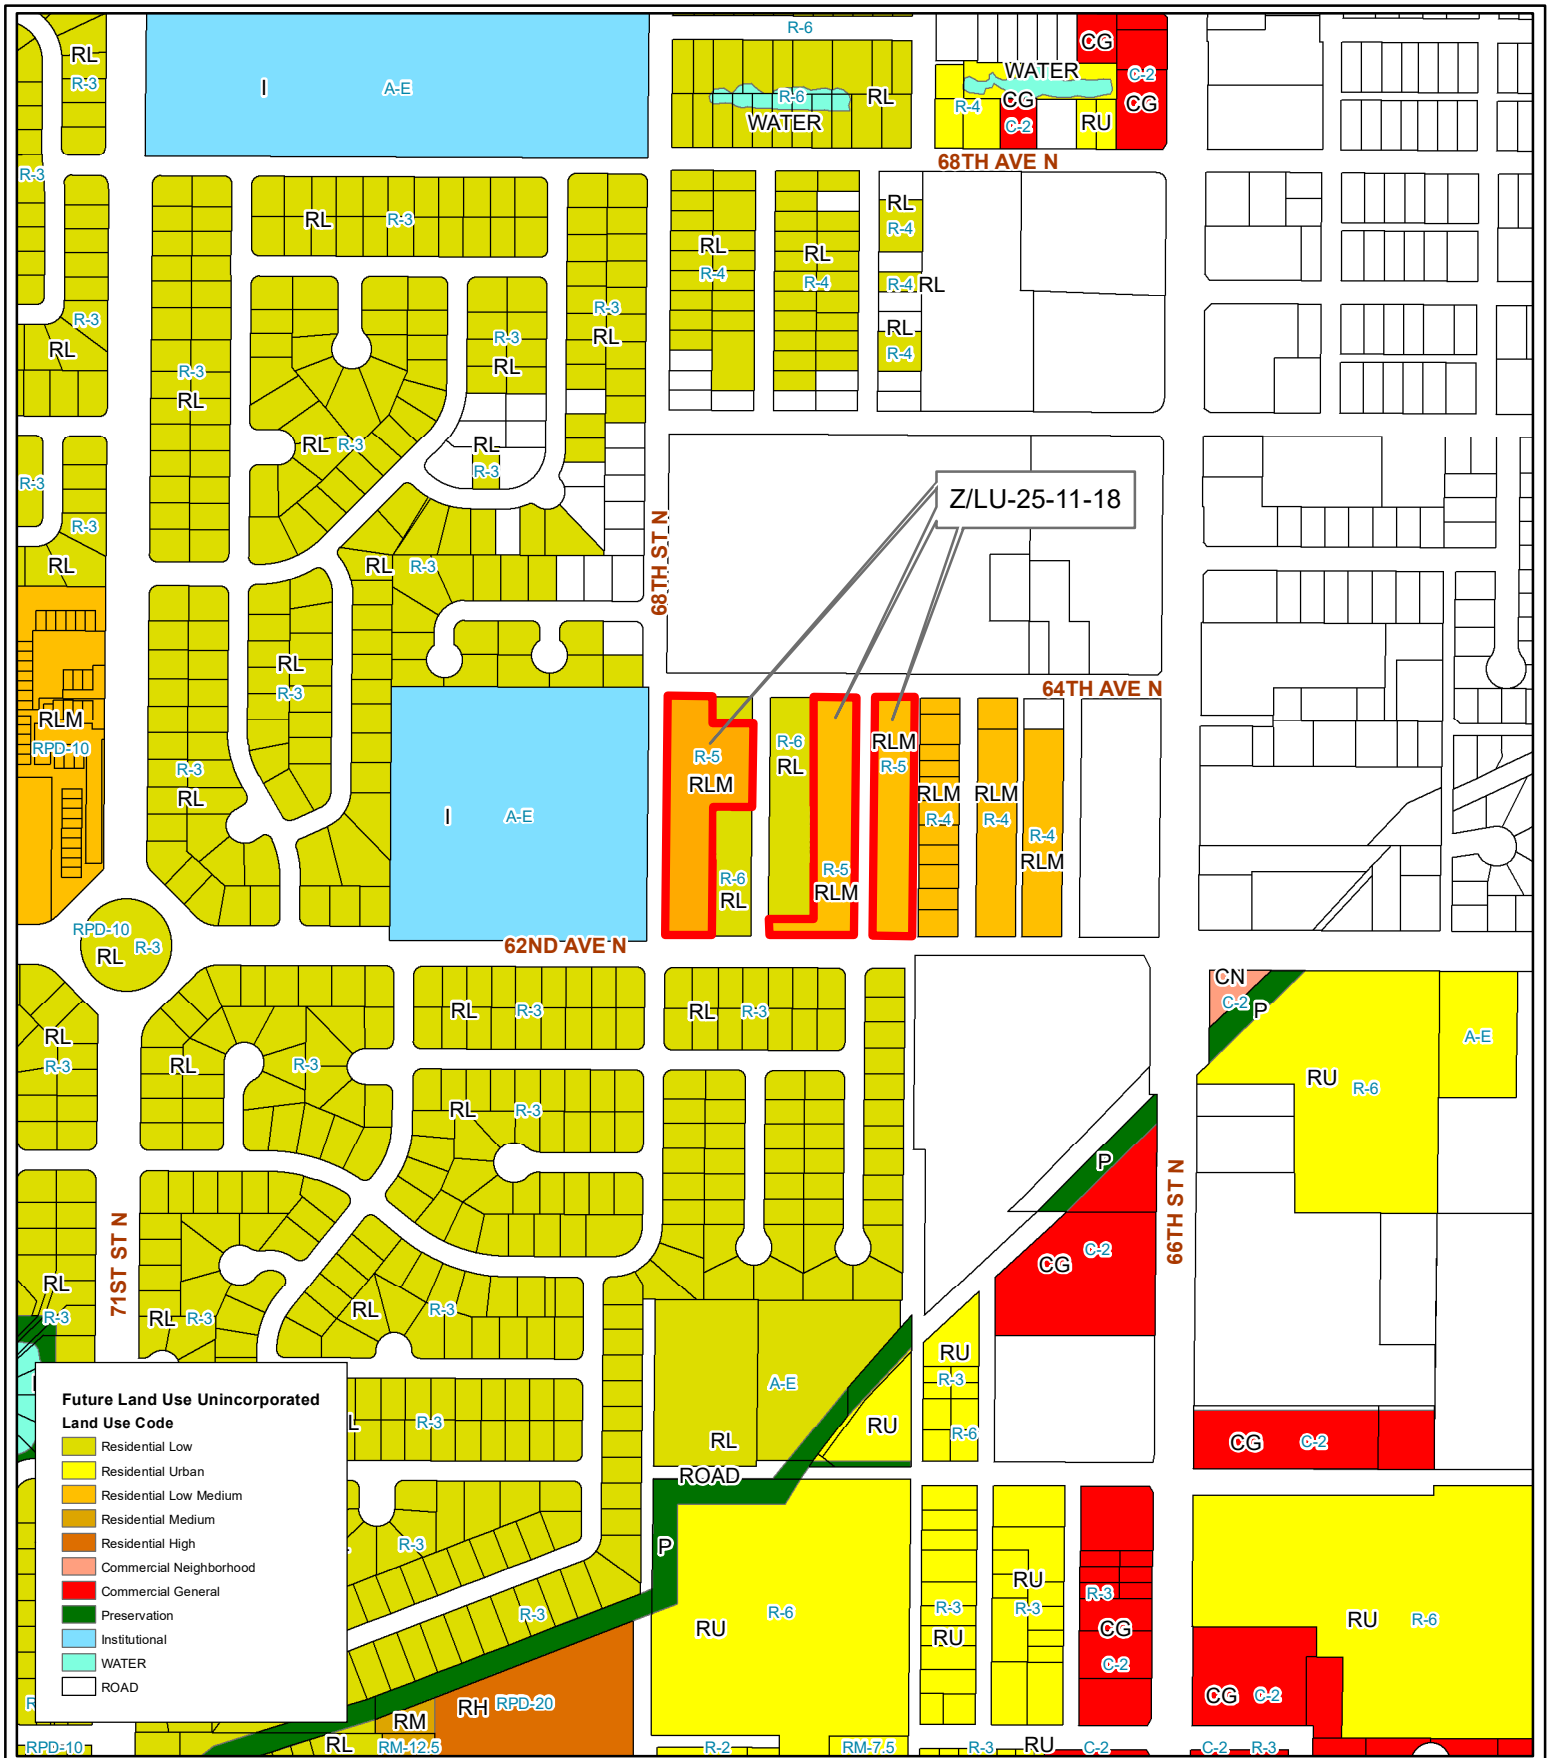 R-6
CG
RL
R-3
I
A-E
WATER
C-2
R-6
RL
CG
CG
R-4
WATER
C-2
RU
68TH AVE N
R-3
RL
R-3
RL
R-4
RL
R-4
RL
R-4
R-4
RL
R-3
RL
R-3
RL
R-4
R-3
RL
R-3
RL
R-3
RL
RL
R-3
RL
R-3
R-3
R-3
RL
Z/LU-25-11-18
68TH ST N
RL
R-3
RL
R-3
64TH AVE N
RLM
RPD-10
R-3
RL
I
A-E
R-5
RLM
R-6
RL
RLM
R-5
RLM
R-4
RLM
R-4
R-4
RLM
R-6
RL
R-5
RLM
RPD-10
RL
R-3
62ND AVE N
CN
C-2
P
RL
R-3
RL
R-3
RL
R-3
RL
R-3
A-E
RU
R-6
RL
R-3
P
66TH ST N
71ST ST N
CG
C-2
RL
R-3
RL
R-3
RL
R-3
RU
R-3
R-6
A-E
RL
RU
CG
C-2
ROAD
L
R-3
Future Land Use Unincorporated
Land Use Code
Residential Low
Residential Urban
Residential Low Medium
Residential Medium
Residential High
Commercial Neighborhood
Commercial General
Preservation
Institutional
WATER
ROAD
R-3
P
R-3
RU
R-6
R-3
RU
RU
R-3
R-3
CG
C-2
RU
R-6
CG
C-2
RH
RPD-20
RM
RPD-10
RL
RM-12.5
R-2
RM-7.5
R-3
RU
C-2
C-2
R-3